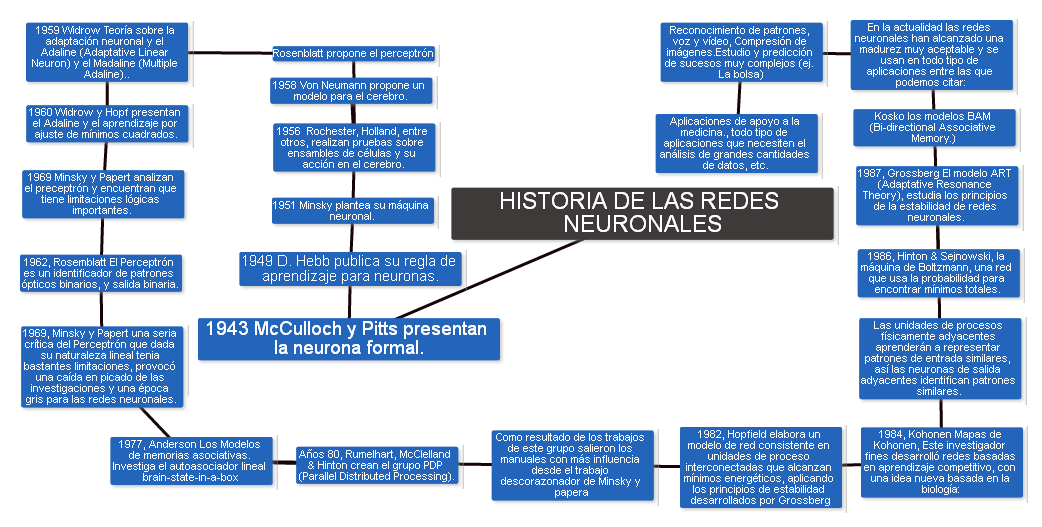 HISTORIA DE LAS REDES
NEURONALES
1943 McCulloch y Pitts presentan
la neurona formal.
1949 D. Hebb publica su regla de
aprendizaje para neuronas.
1951 Minsky plantea su máquina
neuronal.
1956 Rochester, Holland, entre
otros, realizan pruebas sobre
ensambles de células y su
acción en el cerebro.
1958 Von Neumann propone un
modelo para el cerebro.
Rosenblatt propone el perceptrón
1959 Widrow Teoría sobre la
adaptación neuronal y el
Adaline (Adaptative Linear
Neuron) y el Madaline (Multiple
Adaline)..
1960 Widrow y Hopf presentan
el Adaline y el aprendizaje por
ajuste de mínimos cuadrados.
1969 Minsky y Papert analizan
el preceptrón y encuentran que
tiene limitaciones lógicas
importantes.
1962, Rosemblatt El Perceptrón
es un identificador de patrones
ópticos binarios, y salida binaria.
1969, Minsky y Papert una seria
crítica del Perceptrón que dada
su naturaleza lineal tenia
bastantes limitaciones, provocó
una caída en picado de las
investigaciones y una época
gris para las redes neuronales.
1977, Anderson Los Modelos
de memorias asociativas.
Investiga el autoasociador lineal
brain-state-in-a-box
Años 80, Rumelhart, McClelland
& Hinton crean el grupo PDP
(Parallel Distributed Processing).
Como resultado de los trabajos
de este grupo salieron los
manuales con más influencia
desde el trabajo
descorazonador de Minsky y
papera
1982, Hopfield elabora un
modelo de red consistente en
unidades de proceso
interconectadas que alcanzan
mínimos energéticos, aplicando
los principios de estabilidad
desarrollados por Grossberg
1984, Kohonen Mapas de
Kohonen, Este investigador
fines desarrolló redes basadas
en aprendizaje competitivo, con
una idea nueva basada en la
biología:
Las unidades de procesos
físicamente adyacentes
aprenderán a representar
patrones de entrada similares,
así las neuronas de salida
adyacentes identifican patrones
similares.
1986, Hinton & Sejnowski, la
máquina de Boltzmann, una red
que usa la probabilidad para
encontrar mínimos totales.
1987, Grossberg El modelo ART
(Adaptative Resonance
Theory), estudia los principios
de la estabilidad de redes
neuronales.
Kosko los modelos BAM
(Bi-directional Associative
Memory.)
En la actualidad las redes
neuronales han alcanzado una
madurez muy aceptable y se
usan en todo tipo de
aplicaciones entre las que
podemos citar:
Reconocimiento de patrones,
voz y vídeo, Compresión de
imágenes.Estudio y predicción
de sucesos muy complejos (ej.
La bolsa)
Aplicaciones de apoyo a la
medicina., todo tipo de
aplicaciones que necesiten el
análisis de grandes cantidades
de datos, etc.